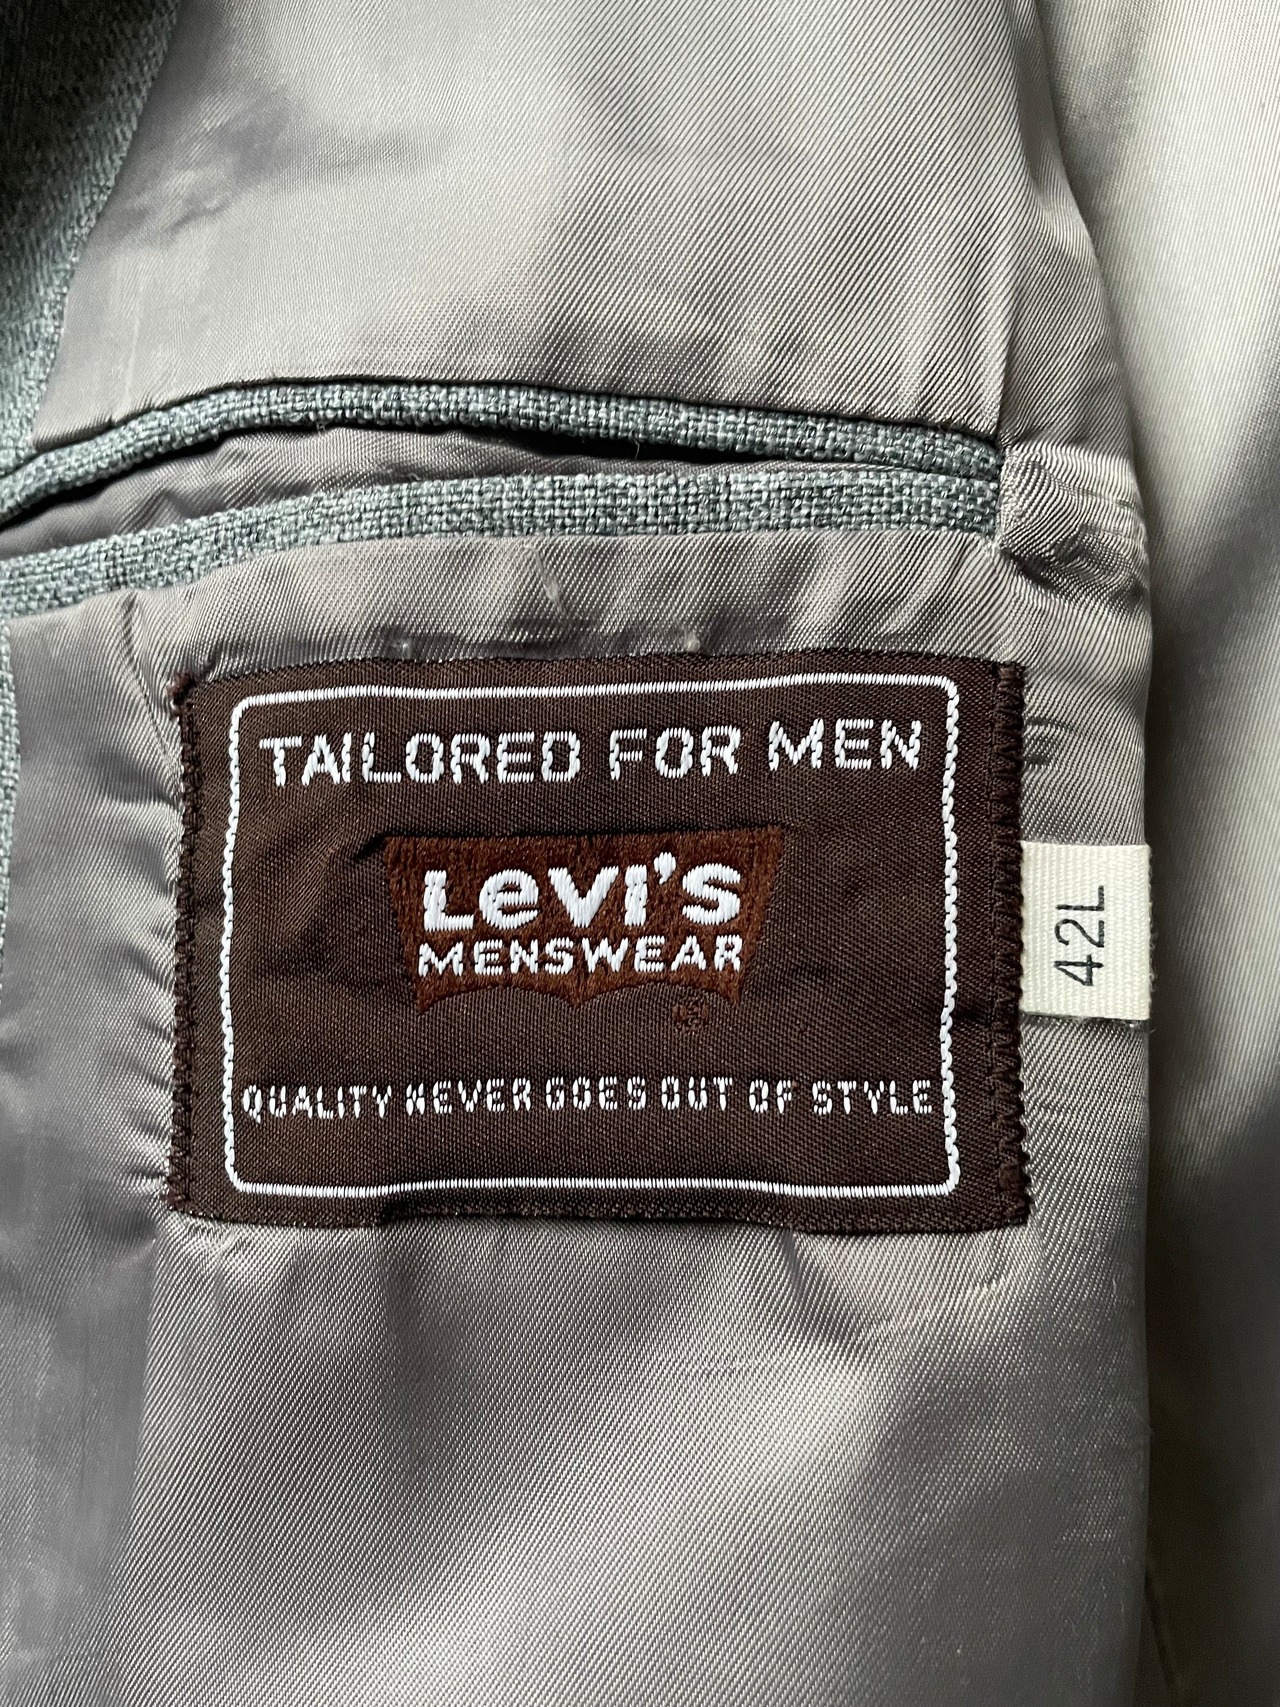 TAILORED FOR MEN
Levi's
MENSWEAR
QUALITY NEVER GOES OUT OF STYLE
42L